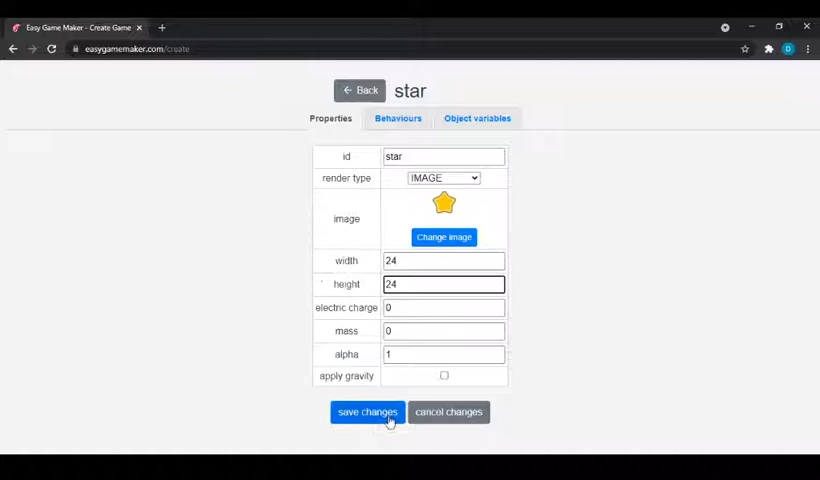 Easy Game Maker - Create Game
easygamemaker.com/create
D
Back star
Properties Behaviours Object variables
id star
render type IMAGE
image
Change image
width 24
height 24
electric charge 0
mass 0
alpha 1
apply gravity
save changes cancel changes